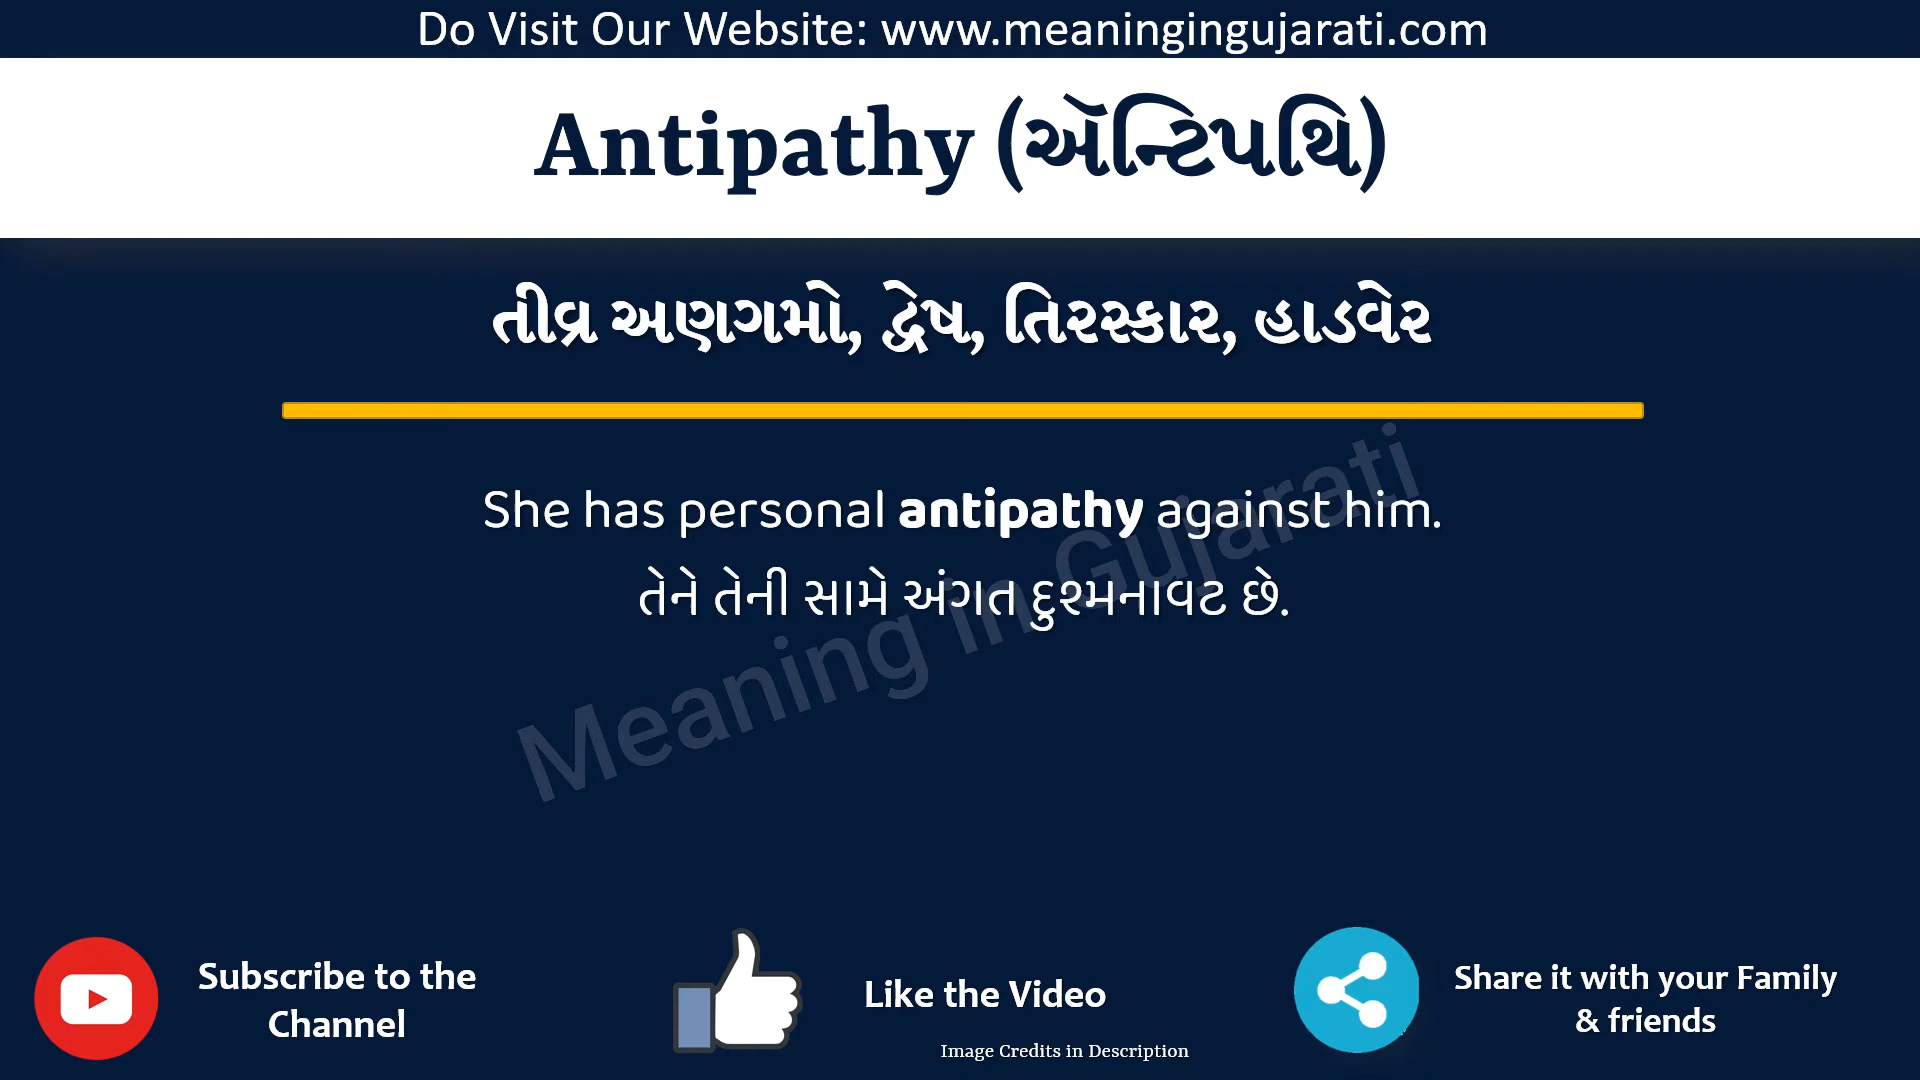 Do Visit Our Website: www.meaningingujarati.com
Antipathy (ઍન્ટિપથિ)
તીવ્ર અણગમો, દ્વેષ, તિરસ્કાર, હાડવેર
She has personal antipathy against him.
તેને તેની સામે અંગત દુશ્મનાવટ છે.
Meaning in Gujarati
Subscribe to the
Channel
Like the Video
Share it with your Family
& friends
Image Credits in Description